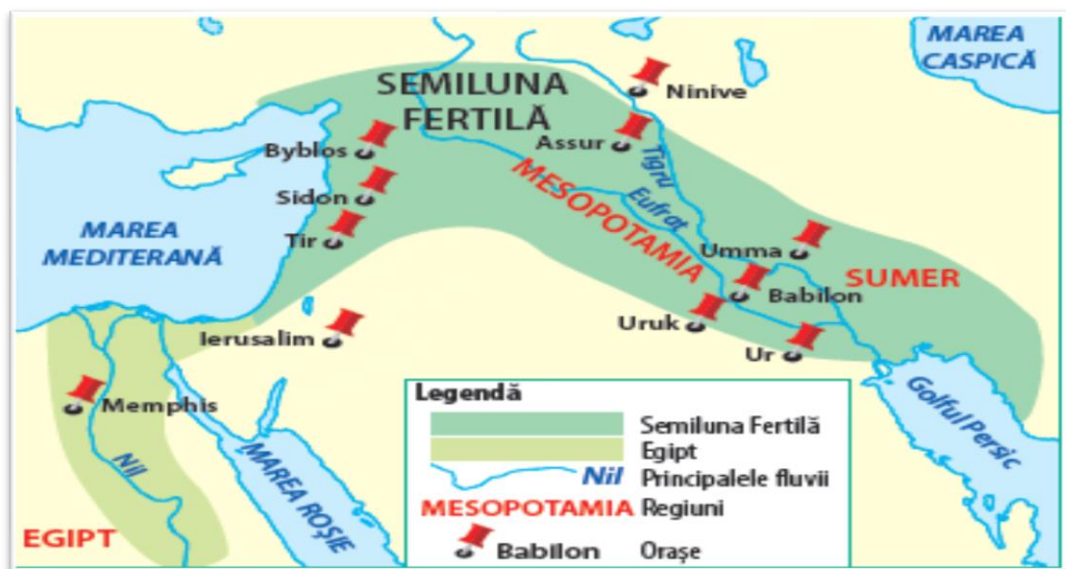 MAREA
CASPICĂ
SEMILUNA
FERTILĂ
Ninive
Byblos
Assur
Tigru
Sidon
MESOPOTAMIA
Eufrat
MAREA
MEDITERANĂ
Tir
Umma
SUMER
Babilon
Uruk
Ierusalim
Ur
Golful Persic
Memphis
Nil
MAREA ROȘIE
EGIPT
Legendă
Semiluna Fertilă
Egipt
Nil Principalele fluvii
MESOPOTAMIA Regiuni
Babilon Orașe